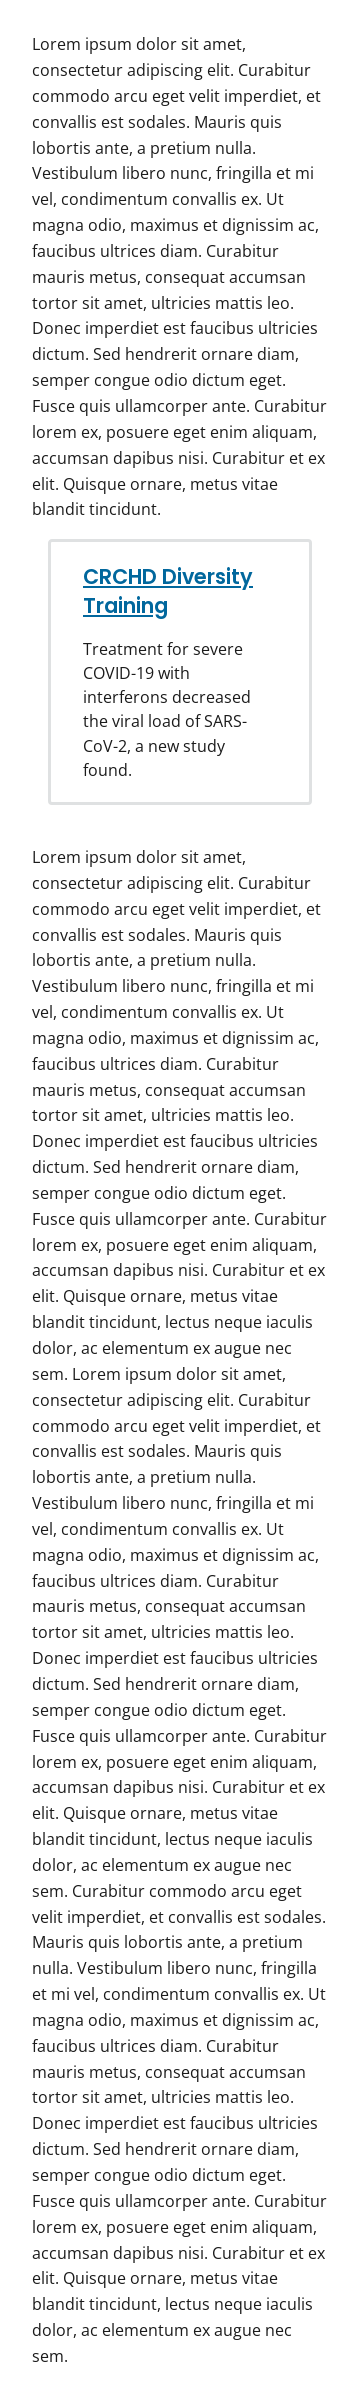 Lorem ipsum dolor sit amet,
consectetur adipiscing elit. Curabitur
commodo arcu eget velit imperdiet, et
convallis est sodales. Mauris quis
lobortis ante, a pretium nulla.
Vestibulum libero nunc, fringilla et mi
vel, condimentum convallis ex. Ut
magna odio, maximus et dignissim ac,
faucibus ultrices diam. Curabitur
mauris metus, consequat accumsan
tortor sit amet, ultricies mattis leo.
Donec imperdiet est faucibus ultricies
dictum. Sed hendrerit ornare diam,
semper congue odio dictum eget.
Fusce quis ullamcorper ante. Curabitur
lorem ex, posuere eget enim aliquam,
accumsan dapibus nisi. Curabitur et ex
elit. Quisque ornare, metus vitae
blandit tincidunt.
CRCHD Diversity
Training
Treatment for severe
COVID-19 with
interferons decreased
the viral load of SARS-
CoV-2, a new study
found.
Lorem ipsum dolor sit amet,
consectetur adipiscing elit. Curabitur
commodo arcu eget velit imperdiet, et
convallis est sodales. Mauris quis
lobortis ante, a pretium nulla.
Vestibulum libero nunc, fringilla et mi
vel, condimentum convallis ex. Ut
magna odio, maximus et dignissim ac,
faucibus ultrices diam. Curabitur
mauris metus, consequat accumsan
tortor sit amet, ultricies mattis leo.
Donec imperdiet est faucibus ultricies
dictum. Sed hendrerit ornare diam,
semper congue odio dictum eget.
Fusce quis ullamcorper ante. Curabitur
lorem ex, posuere eget enim aliquam,
accumsan dapibus nisi. Curabitur et ex
elit. Quisque ornare, metus vitae
blandit tincidunt, lectus neque iaculis
dolor, ac elementum ex augue nec
sem. Lorem ipsum dolor sit amet,
consectetur adipiscing elit. Curabitur
commodo arcu eget velit imperdiet, et
convallis est sodales. Mauris quis
lobortis ante, a pretium nulla.
Vestibulum libero nunc, fringilla et mi
vel, condimentum convallis ex. Ut
magna odio, maximus et dignissim ac,
faucibus ultrices diam. Curabitur
mauris metus, consequat accumsan
tortor sit amet, ultricies mattis leo.
Donec imperdiet est faucibus ultricies
dictum. Sed hendrerit ornare diam,
semper congue odio dictum eget.
Fusce quis ullamcorper ante. Curabitur
lorem ex, posuere eget enim aliquam,
accumsan dapibus nisi. Curabitur et ex
elit. Quisque ornare, metus vitae
blandit tincidunt, lectus neque iaculis
dolor, ac elementum ex augue nec
sem. Curabitur commodo arcu eget
velit imperdiet, et convallis est sodales.
Mauris quis lobortis ante, a pretium
nulla. Vestibulum libero nunc, fringilla
et mi vel, condimentum convallis ex. Ut
magna odio, maximus et dignissim ac,
faucibus ultrices diam. Curabitur
mauris metus, consequat accumsan
tortor sit amet, ultricies mattis leo.
Donec imperdiet est faucibus ultricies
dictum. Sed hendrerit ornare diam,
semper congue odio dictum eget.
Fusce quis ullamcorper ante. Curabitur
lorem ex, posuere eget enim aliquam,
accumsan dapibus nisi. Curabitur et ex
elit. Quisque ornare, metus vitae
blandit tincidunt, lectus neque iaculis
dolor, ac elementum ex augue nec
sem.